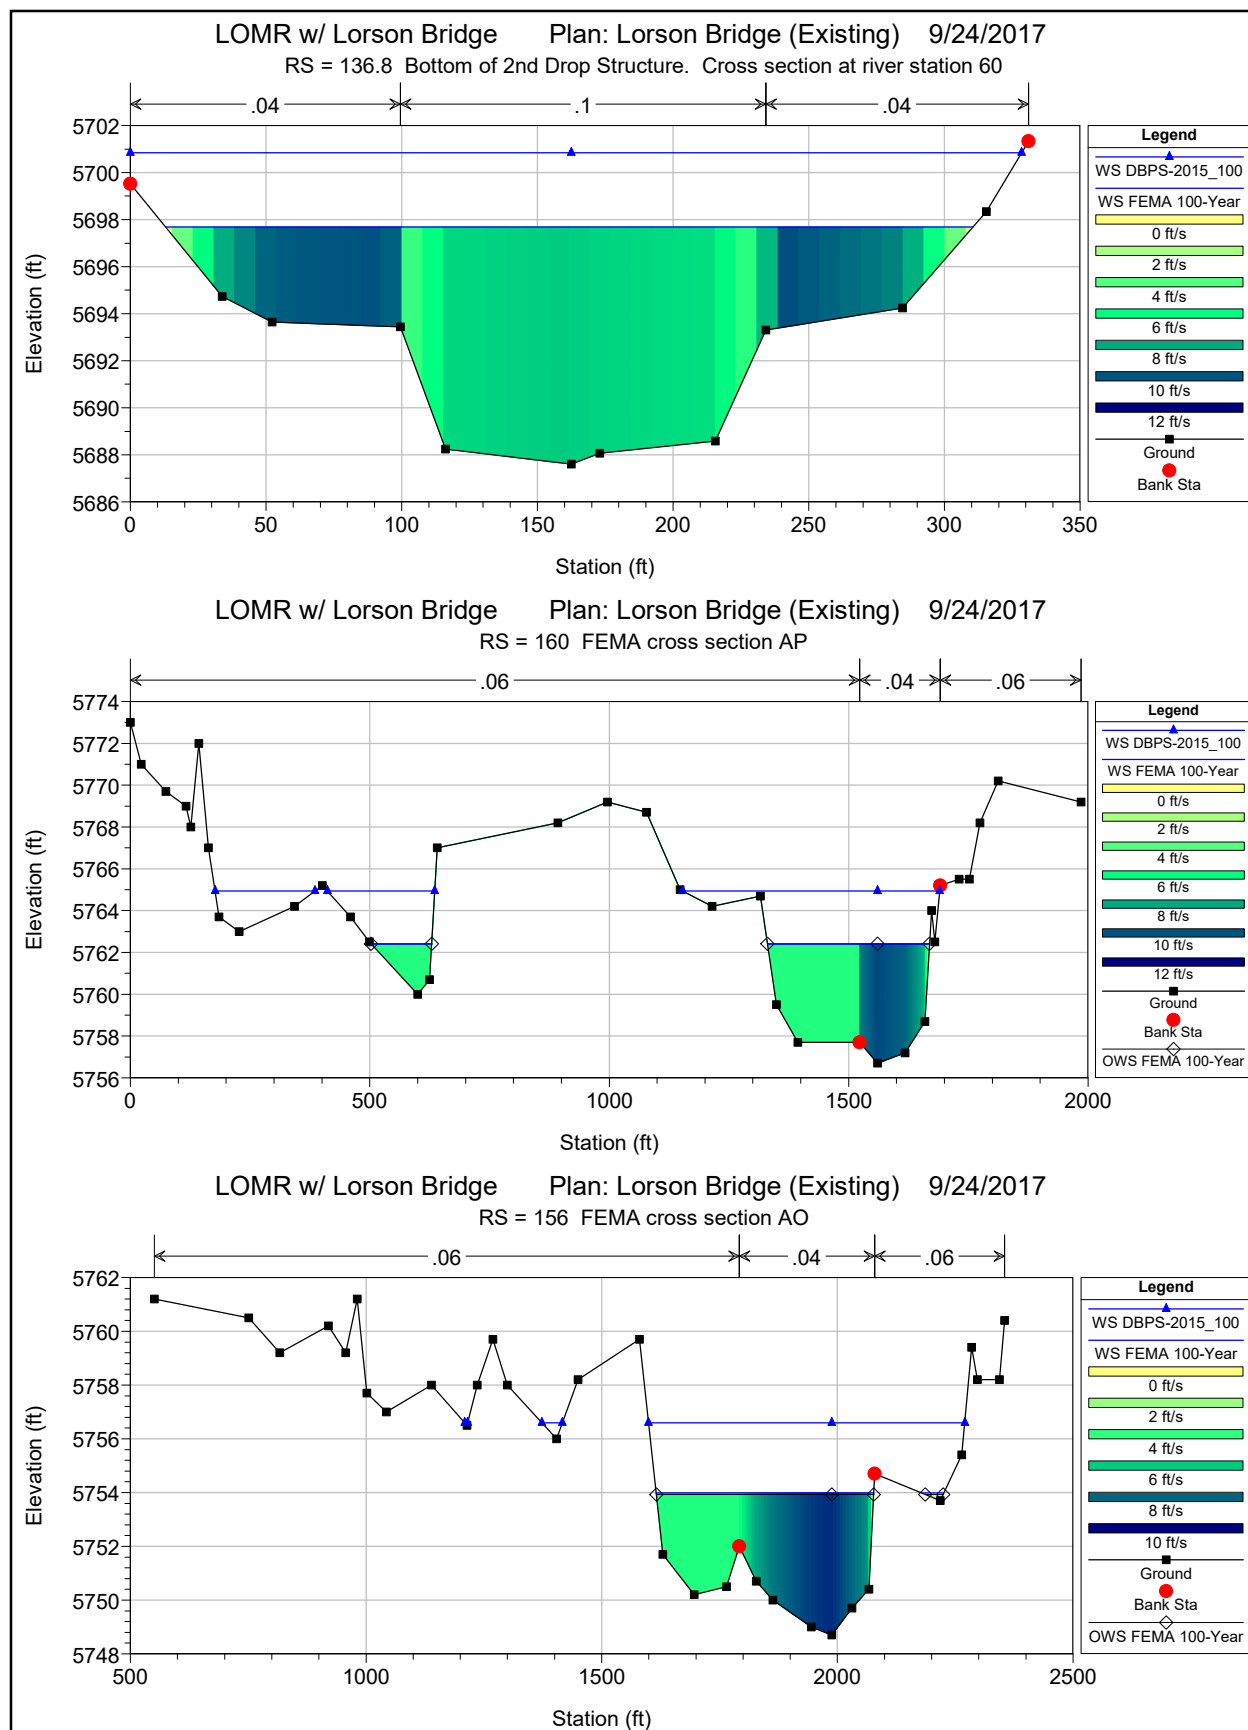 LOMR w/ Lorson Bridge Plan: Lorson Bridge (Existing) 9/24/2017
RS = 136.8 Bottom of 2nd Drop Structure. Cross section at river station 60
.04 .1 .04
5702
5700
5698
5696
5694
5692
5690
5688
5686
Elevation (ft)
0 50 100 150 200 250 300 350
Station (ft)
Legend
WS DBPS-2015_100
WS FEMA 100-Year
0 ft/s
2 ft/s
4 ft/s
6 ft/s
8 ft/s
10 ft/s
12 ft/s
Ground
Bank Sta
LOMR w/ Lorson Bridge Plan: Lorson Bridge (Existing) 9/24/2017
RS = 160 FEMA cross section AP
.06 .04 .06
5774
5772
5770
5768
5766
5764
5762
5760
5758
5756
Elevation (ft)
0 500 1000 1500 2000
Station (ft)
Legend
WS DBPS-2015_100
WS FEMA 100-Year
0 ft/s
2 ft/s
4 ft/s
6 ft/s
8 ft/s
10 ft/s
12 ft/s
Ground
Bank Sta
OWS FEMA 100-Year
LOMR w/ Lorson Bridge Plan: Lorson Bridge (Existing) 9/24/2017
RS = 156 FEMA cross section AO
.06 .04 .06
5762
5760
5758
5756
5754
5752
5750
5748
Elevation (ft)
500 1000 1500 2000 2500
Station (ft)
Legend
WS DBPS-2015_100
WS FEMA 100-Year
0 ft/s
2 ft/s
4 ft/s
6 ft/s
8 ft/s
10 ft/s
Ground
Bank Sta
OWS FEMA 100-Year